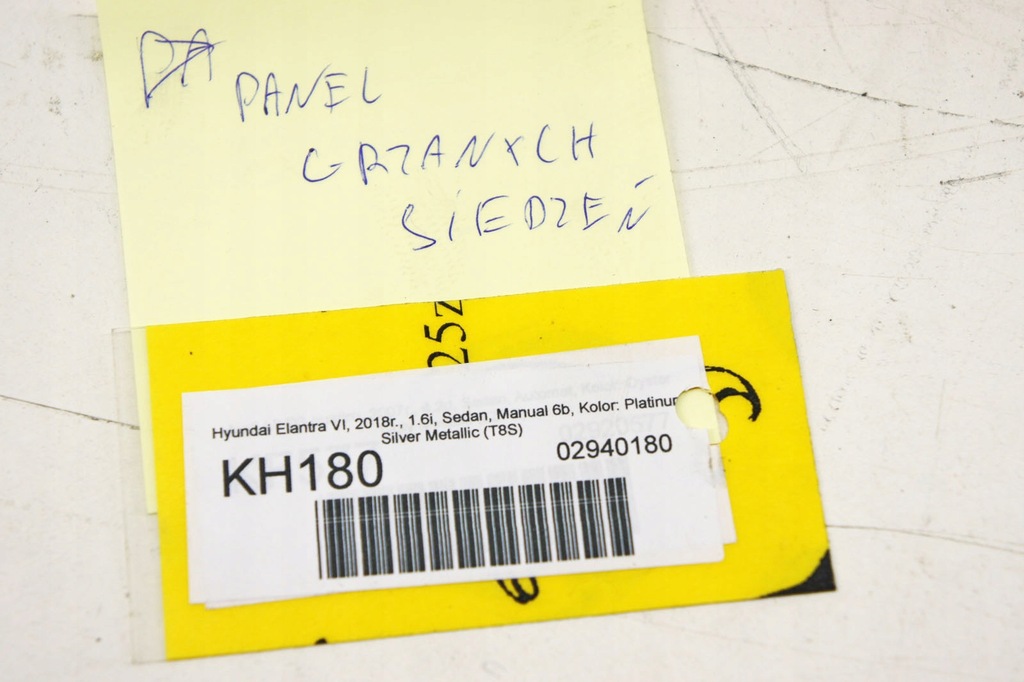 PA
PANEL
GRZANYCH
SIEDZEŃ
25z
Hyundai Elantra VI, 2018r., 1.6i, Sedan, Manual 6b, Kolor: Platinum
Silver Metallic (T8S)
02940180
KH180